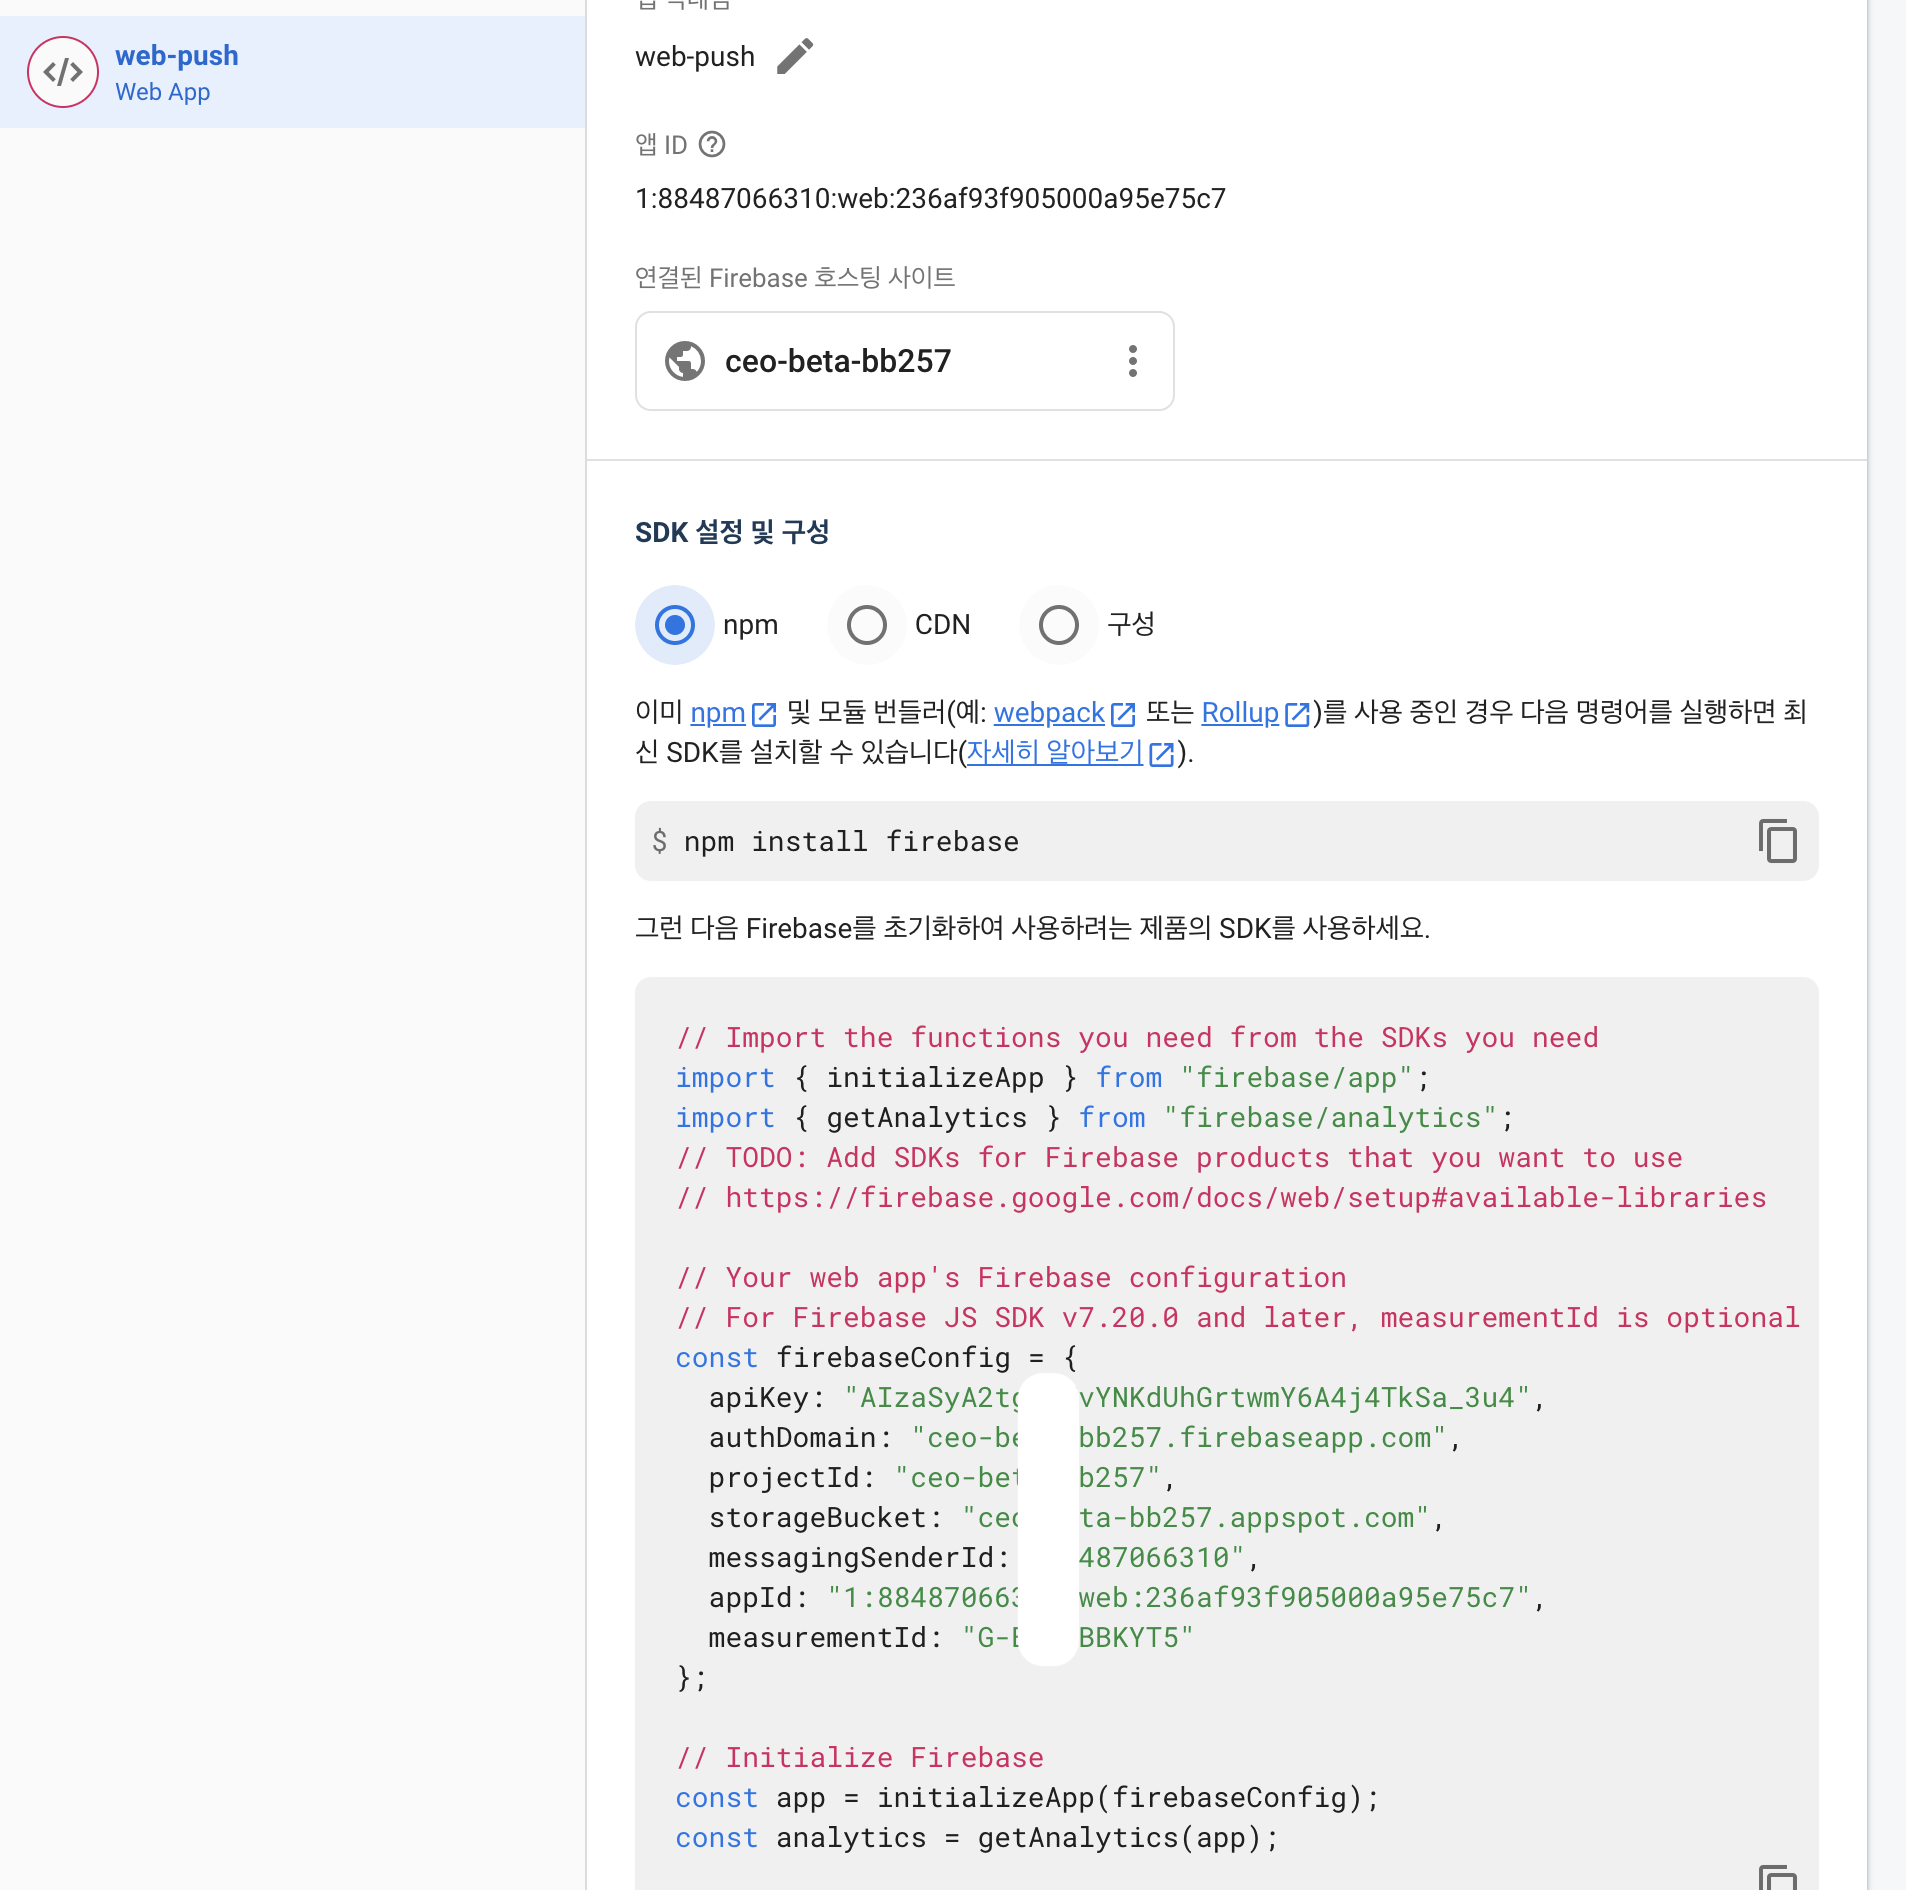 web-push
Web App
web-push
앱 ID
1:88487066310:web:236af93f905000a95e75c7
연결된 Firebase 호스팅 사이트
ceo-beta-bb257
SDK 설정 및 구성
npm CDN 구성
이미 npm 및 모듈 번들러(예: webpack 또는 Rollup)를 사용 중인 경우 다음 명령어를 실행하면 최
신 SDK를 설치할 수 있습니다(자세히 알아보기).
$ npm install firebase
그런 다음 Firebase를 초기화하여 사용하려는 제품의 SDK를 사용하세요.
// Import the functions you need from the SDKs you need
import { initializeApp } from "firebase/app";
import { getAnalytics } from "firebase/analytics";
// TODO: Add SDKs for Firebase products that you want to use
// https://firebase.google.com/docs/web/setup#available-libraries
// Your web app's Firebase configuration
// For Firebase JS SDK v7.20.0 and later, measurementId is optional
const firebaseConfig = {
apiKey: "AIzaSyA2tg vYNKdUhGrtwmY6A4j4TkSa_3u4",
authDomain: "ceo-be bb257.firebaseapp.com",
projectId: "ceo-bet b257",
storageBucket: "ceo ta-bb257.appspot.com",
messagingSenderId: 487066310",
appId: "1:884870663 web:236af93f905000a95e75c7",
measurementId: "G- BBKYT5"
};
// Initialize Firebase
const app = initializeApp(firebaseConfig);
const analytics = getAnalytics(app);